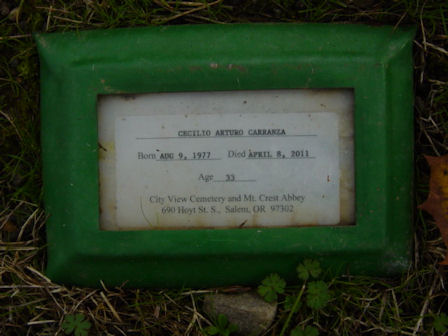 CECILIO ARTURO CARRANZA
Born AUG 9, 1977 Died APRIL 8, 2011
Age 33
City View Cemetery and Mt. Crest Abbey
690 Hoyt St. S., Salem, OR 97302